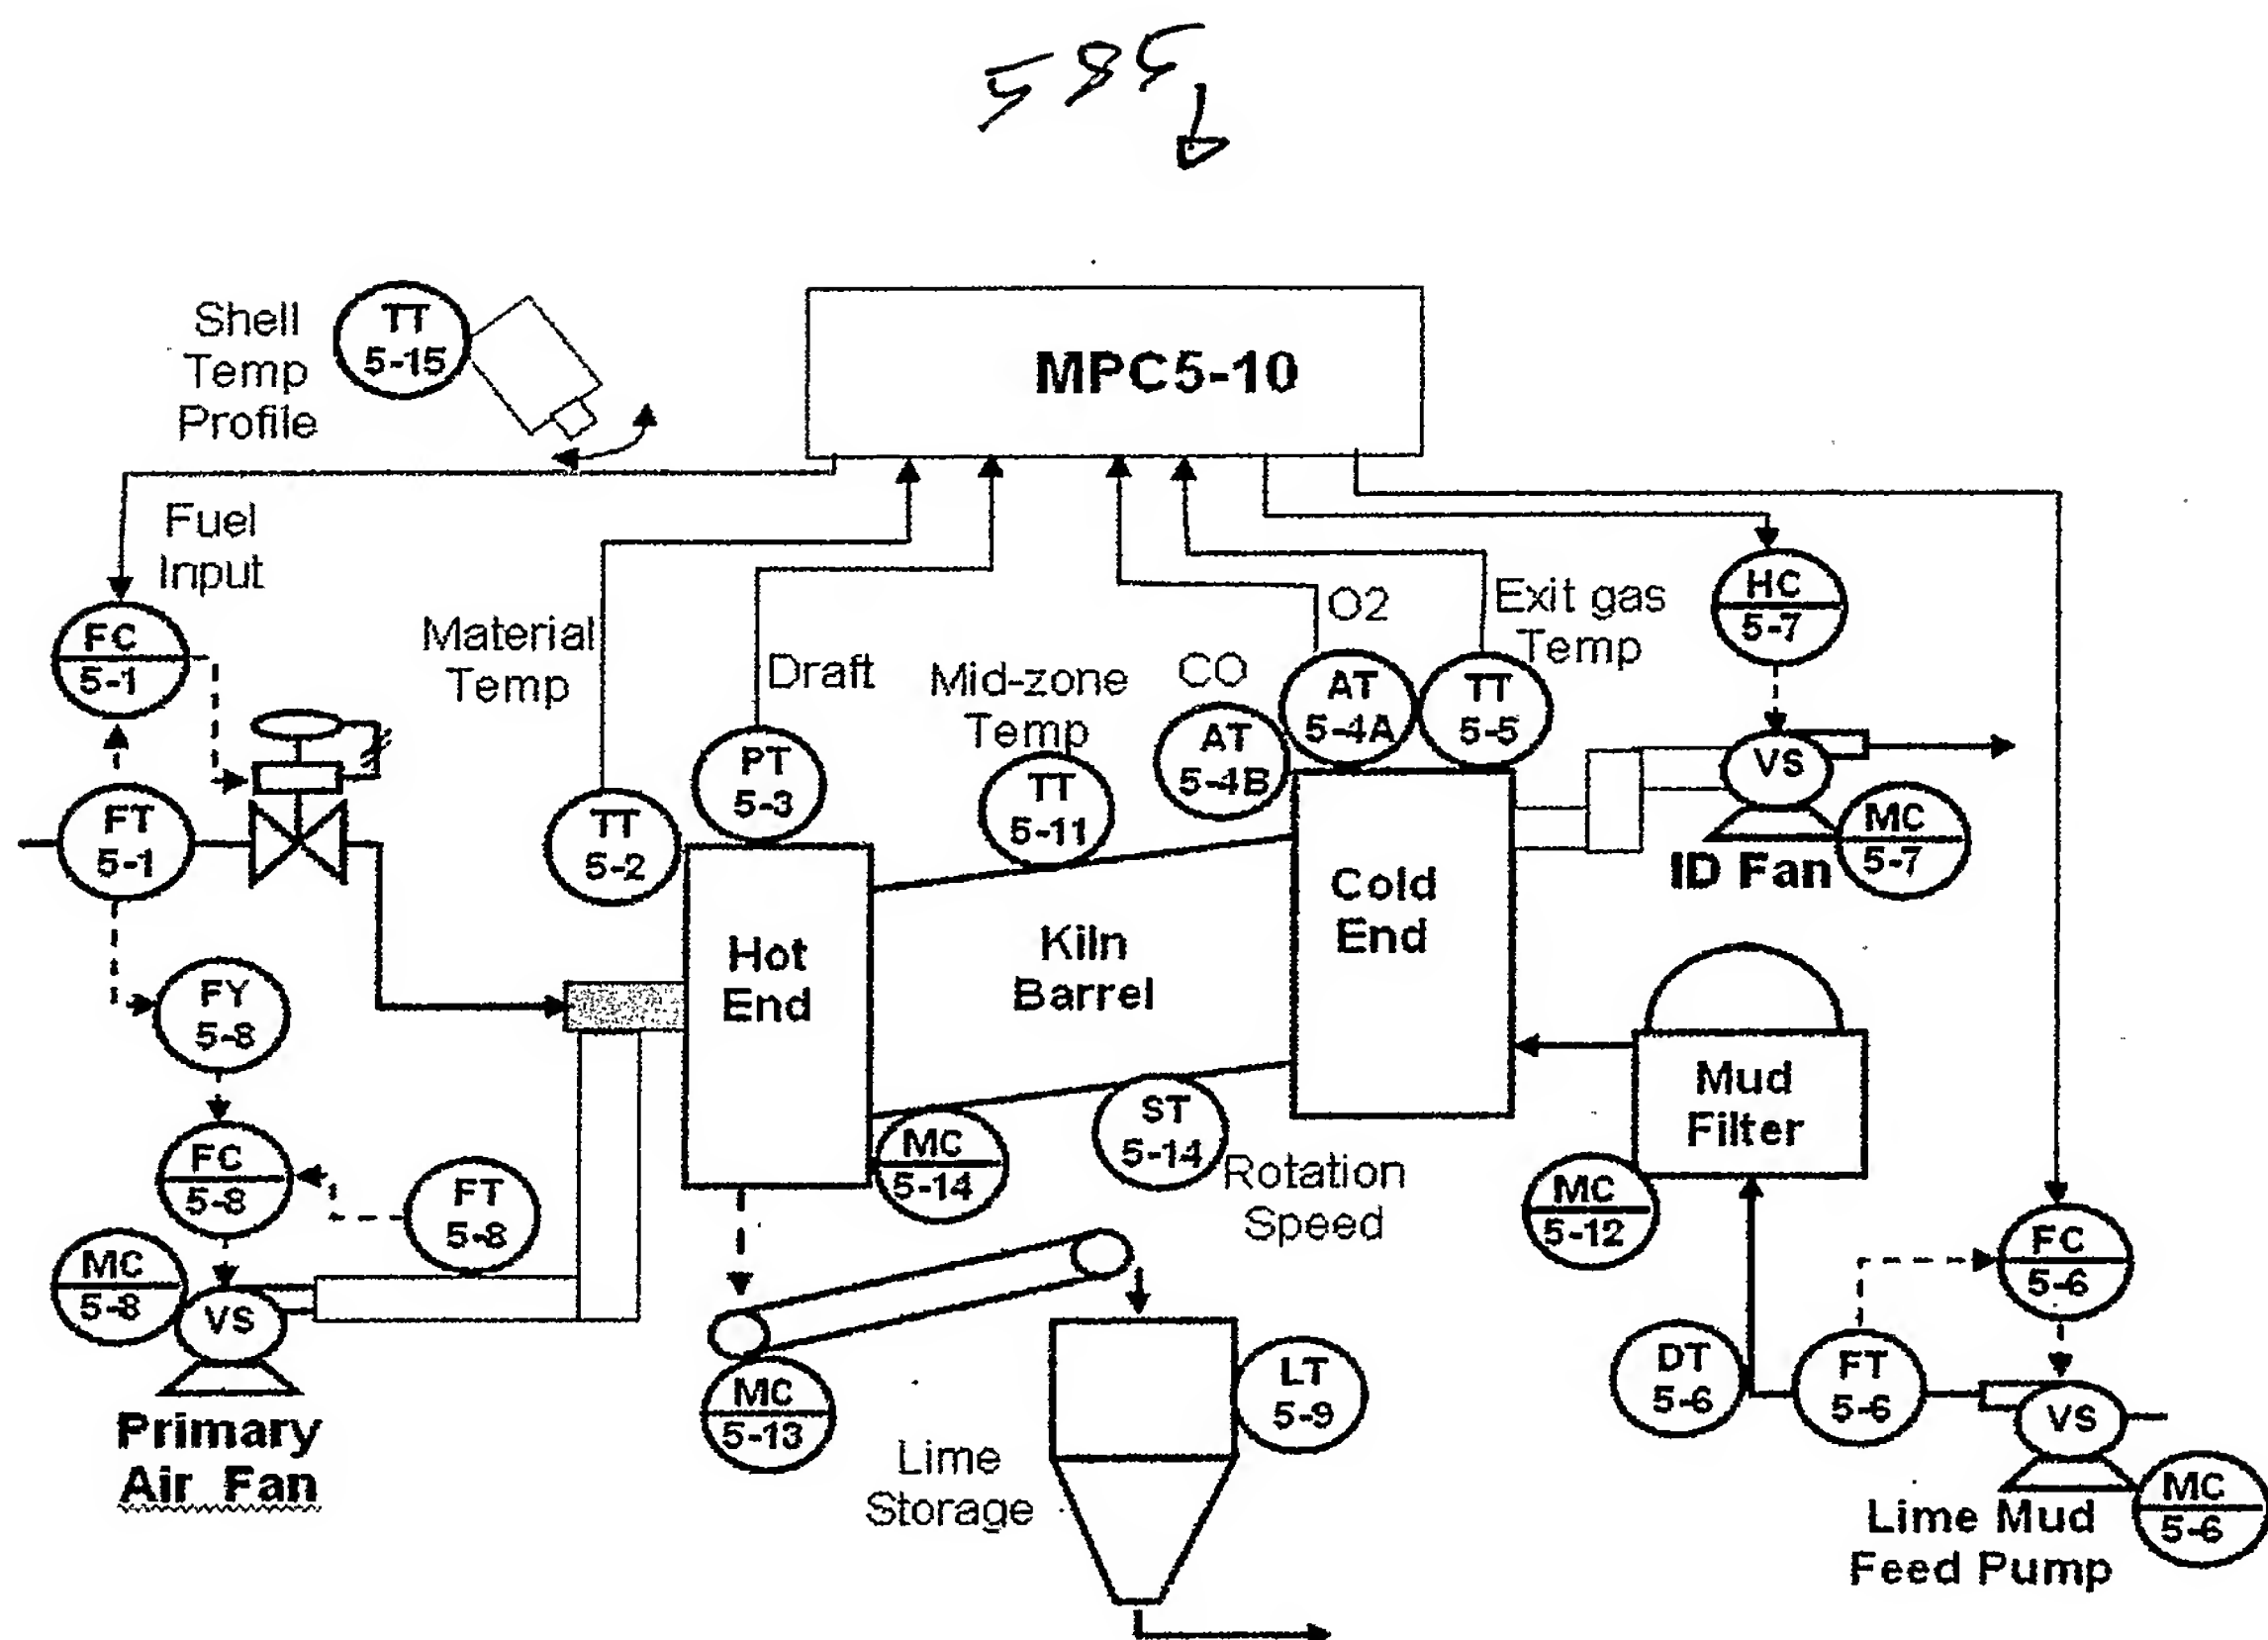 585
MPC5-10
Shell
Temp
Profile
TT
5-15
Fuel
Input
FC
5-1
FT
5-1
Material
Temp
TT
5-2
Draft
PT
5-3
Mid-zone
Temp
TT
5-11
CO
AT
5-4B
O2
AT
5-4A
Exit gas
Temp
TT
5-5
HC
5-7
VS
MC
5-7
ID Fan
Hot
End
Kiln
Barrel
Cold
End
Mud
Filter
FY
5-8
FC
5-8
FT
5-8
MC
5-8
VS
Primary
Air Fan
MC
5-14
ST
5-14
Rotation
Speed
MC
5-12
MC
5-13
Lime
Storage
LT
5-9
DT
5-6
FT
5-6
FC
5-6
VS
MC
5-6
Lime Mud
Feed Pump